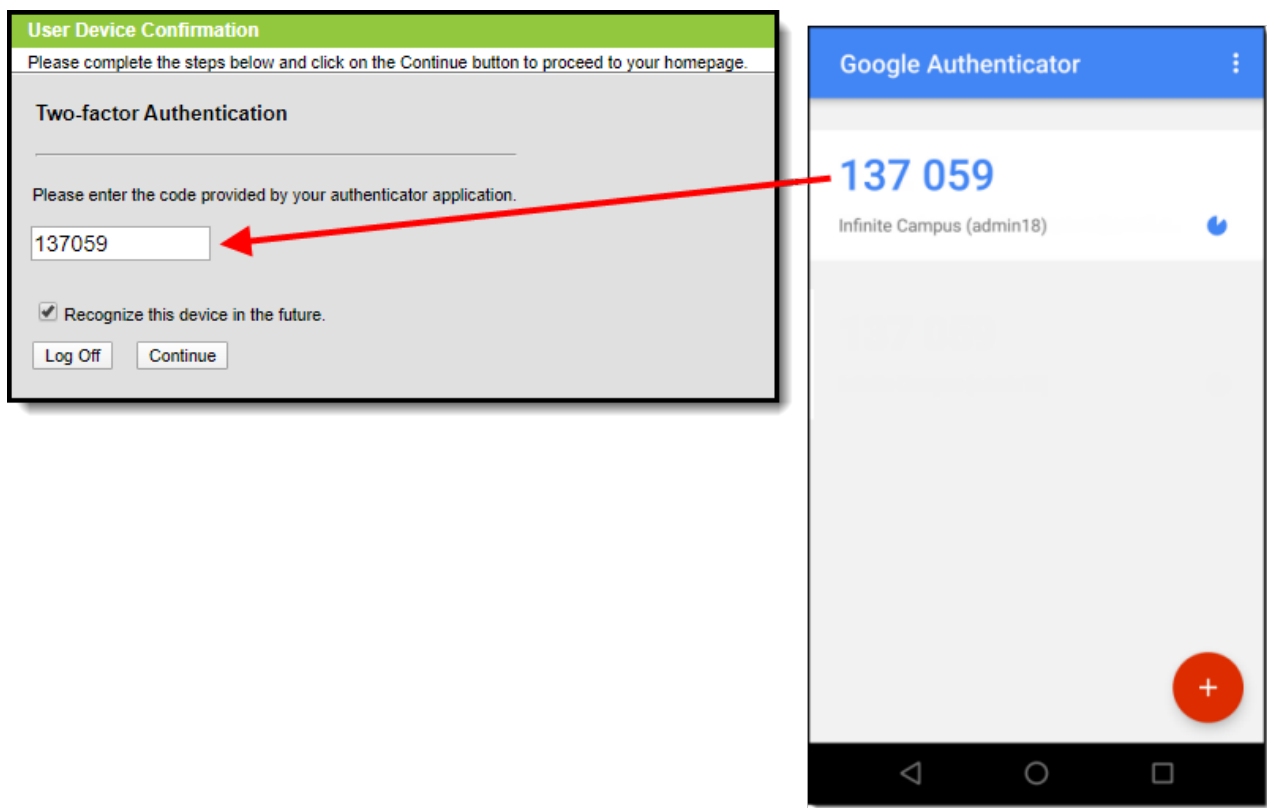 User Device Confirmation
Please complete the steps below and click on the Continue button to proceed to your homepage.
Two-factor Authentication
Please enter the code provided by your authenticator application.
137059
Recognize this device in the future.
Log Off
Continue
Google Authenticator
137 059
Infinite Campus (admin18)